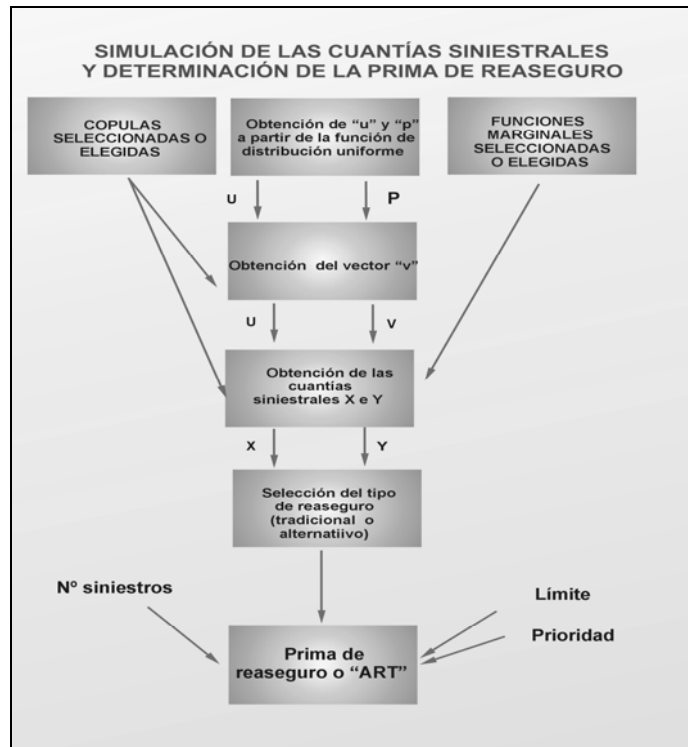 SIMULACIÓN DE LAS CUANTÍAS SINIESTRALES
Y DETERMINACIÓN DE LA PRIMA DE REASEGURO
COPULAS
SELECCIONADAS O
ELEGIDAS
Obtención de “u” y “p”
a partir de la función de
distribución uniforme
FUNCIONES
MARGINALES
SELECCIONADAS
O ELEGIDAS
U
P
Obtención del vector “v”
U
V
Obtención de las
cuantías
siniestrales X e Y
X
Y
Selección del tipo
de reaseguro
(tradicional o
alternatiivo)
Nº siniestros
Límite
Prioridad
Prima de
reaseguro o “ART”